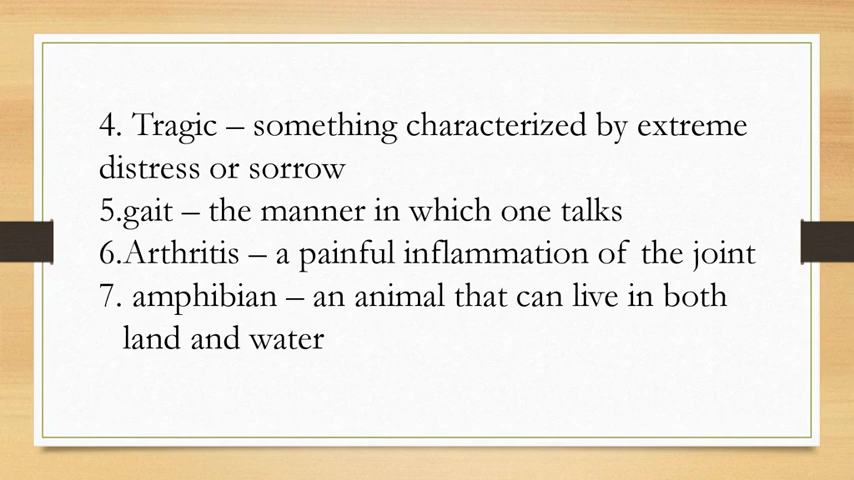 4. Tragic – something characterized by extreme
distress or sorrow
5.gait – the manner in which one talks
6.Arthritis – a painful inflammation of the joint
7. amphibian – an animal that can live in both
land and water